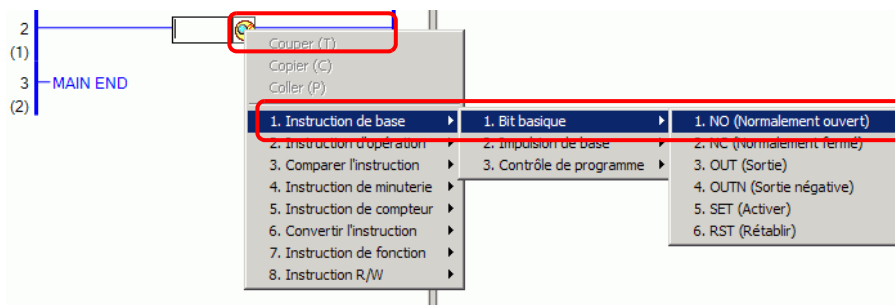 2
(1)
3 MAIN END
(2)
Couper (T)
Copier (C)
Coller (P)
1. Instruction de base
2. Instruction d'opération
3. Comparer l'instruction
4. Instruction de minuterie
5. Instruction de compteur
6. Convertir l'instruction
7. Instruction de fonction
8. Instruction R/W
1. Bit basique
2. Impulsion de base
3. Contrôle de programme
1. NO (Normalement ouvert)
2. NC (Normalement fermé)
3. OUT (Sortie)
4. OUTN (Sortie négative)
5. SET (Activer)
6. RST (Rétablir)